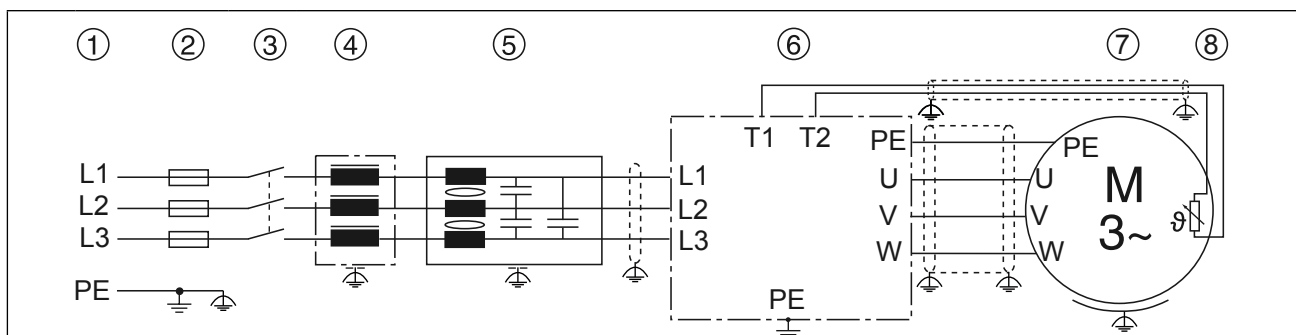 ① ② ③ ④ ⑤ ⑥ ⑦ ⑧
T1 T2
PE PE
L1 L1 U U M
L2 L2 V V 3~ ϑ
L3 L3 W W
PE PE